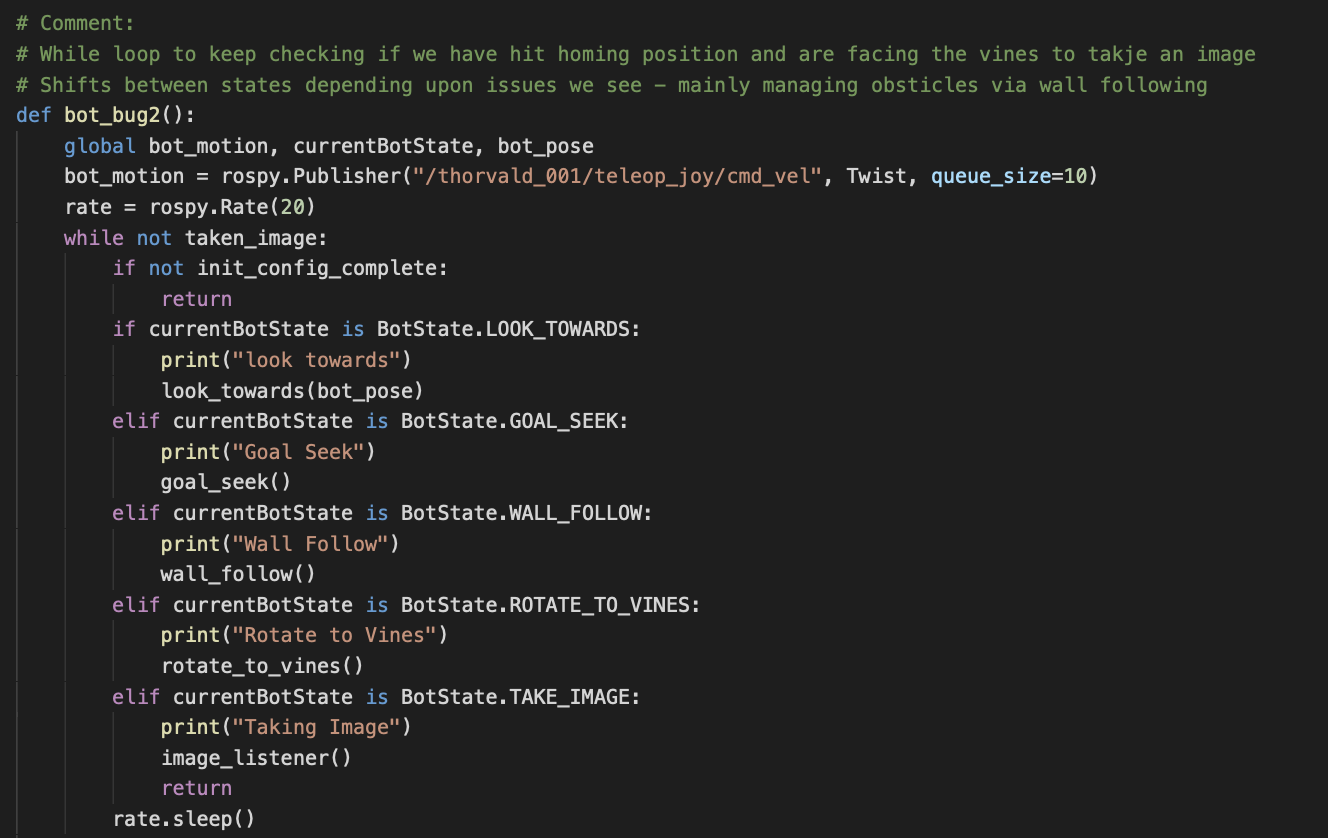 # Comment:
# While loop to keep checking if we have hit homing position and are facing the vines to takje an image
# Shifts between states depending upon issues we see – mainly managing obsticles via wall following
def bot_bug2():
    global bot_motion, currentBotState, bot_pose
    bot_motion = rospy.Publisher("/thorvald_001/teleop_joy/cmd_vel", Twist, queue_size=10)
    rate = rospy.Rate(20)
    while not taken_image:
        if not init_config_complete:
            return
        if currentBotState is BotState.LOOK_TOWARDS:
            print("look towards")
            look_towards(bot_pose)
        elif currentBotState is BotState.GOAL_SEEK:
            print("Goal Seek")
            goal_seek()
        elif currentBotState is BotState.WALL_FOLLOW:
            print("Wall Follow")
            wall_follow()
        elif currentBotState is BotState.ROTATE_TO_VINES:
            print("Rotate to Vines")
            rotate_to_vines()
        elif currentBotState is BotState.TAKE_IMAGE:
            print("Taking Image")
            image_listener()
            return
        rate.sleep()